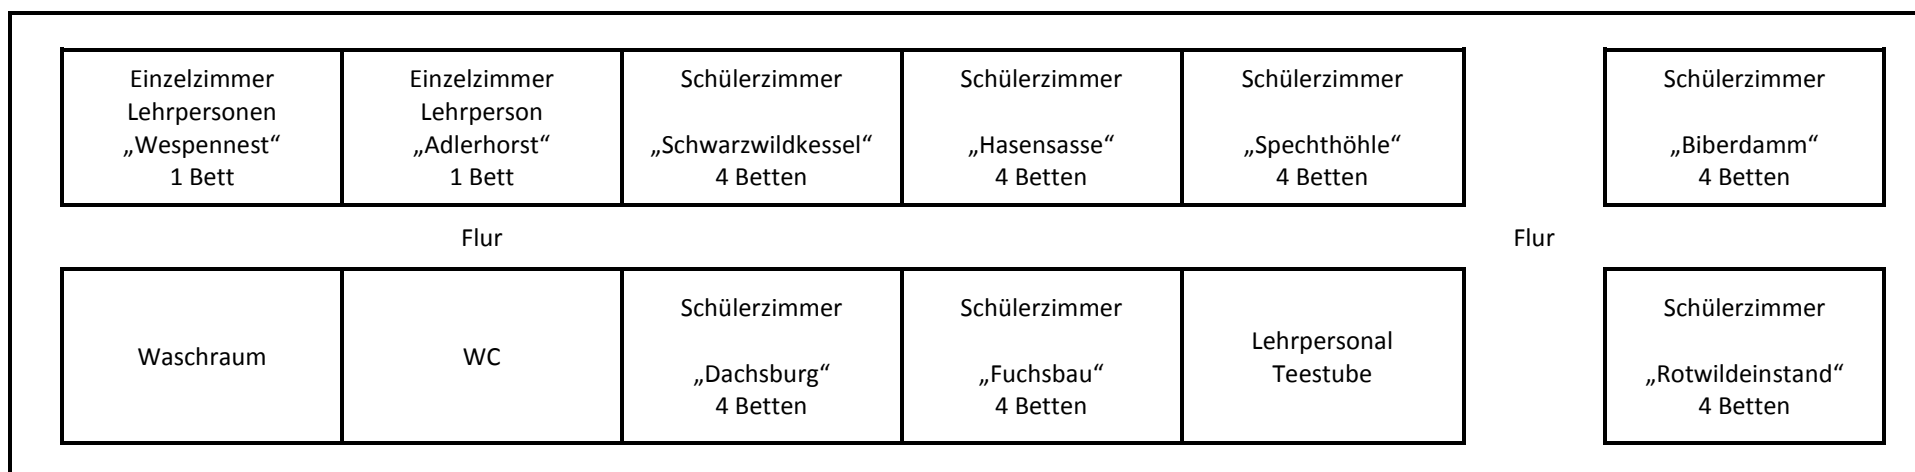 Einzelzimmer
Lehrpersonen
„Wespennest“
1 Bett
Einzelzimmer
Lehrperson
„Adlerhorst“
1 Bett
Schülerzimmer
„Schwarzwildkessel“
4 Betten
Schülerzimmer
„Hasensasse“
4 Betten
Schülerzimmer
„Spechthöhle“
4 Betten
Schülerzimmer
„Biberdamm“
4 Betten
Flur
Flur
Waschraum
WC
Schülerzimmer
„Dachsburg“
4 Betten
Schülerzimmer
„Fuchsbau“
4 Betten
Lehrpersonal
Teestube
Schülerzimmer
„Rotwildeinstand“
4 Betten